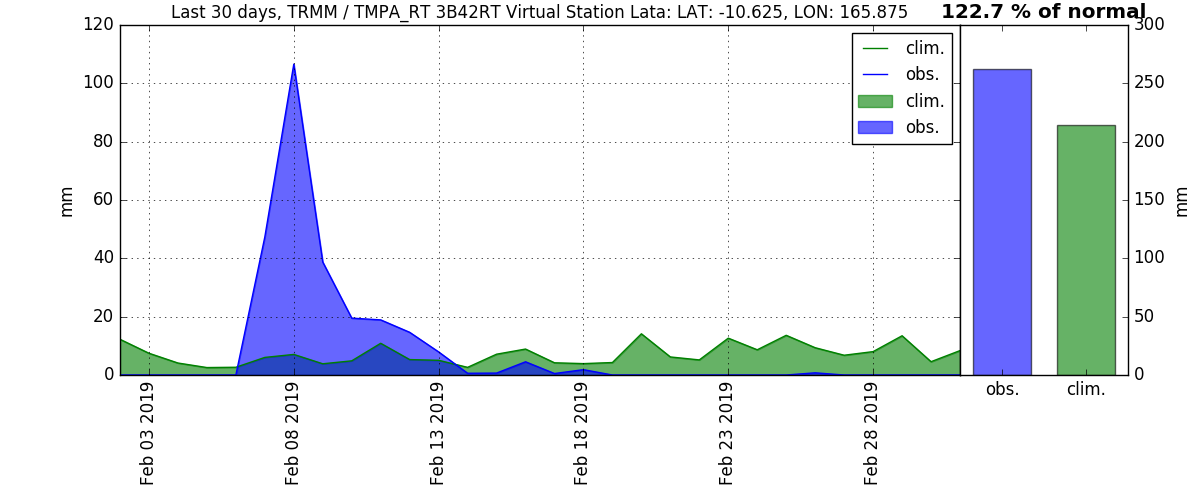 Last 30 days, TRMM / TMPA_RT 3B42RT Virtual Station Lata: LAT: -10.625, LON: 165.875
122.7 % of normal
120
100
80
60
40
20
0
mm
clim.
obs.
clim.
obs.
Feb 03 2019
Feb 08 2019
Feb 13 2019
Feb 18 2019
Feb 23 2019
Feb 28 2019
300
250
200
150
100
50
0
mm
obs.
clim.